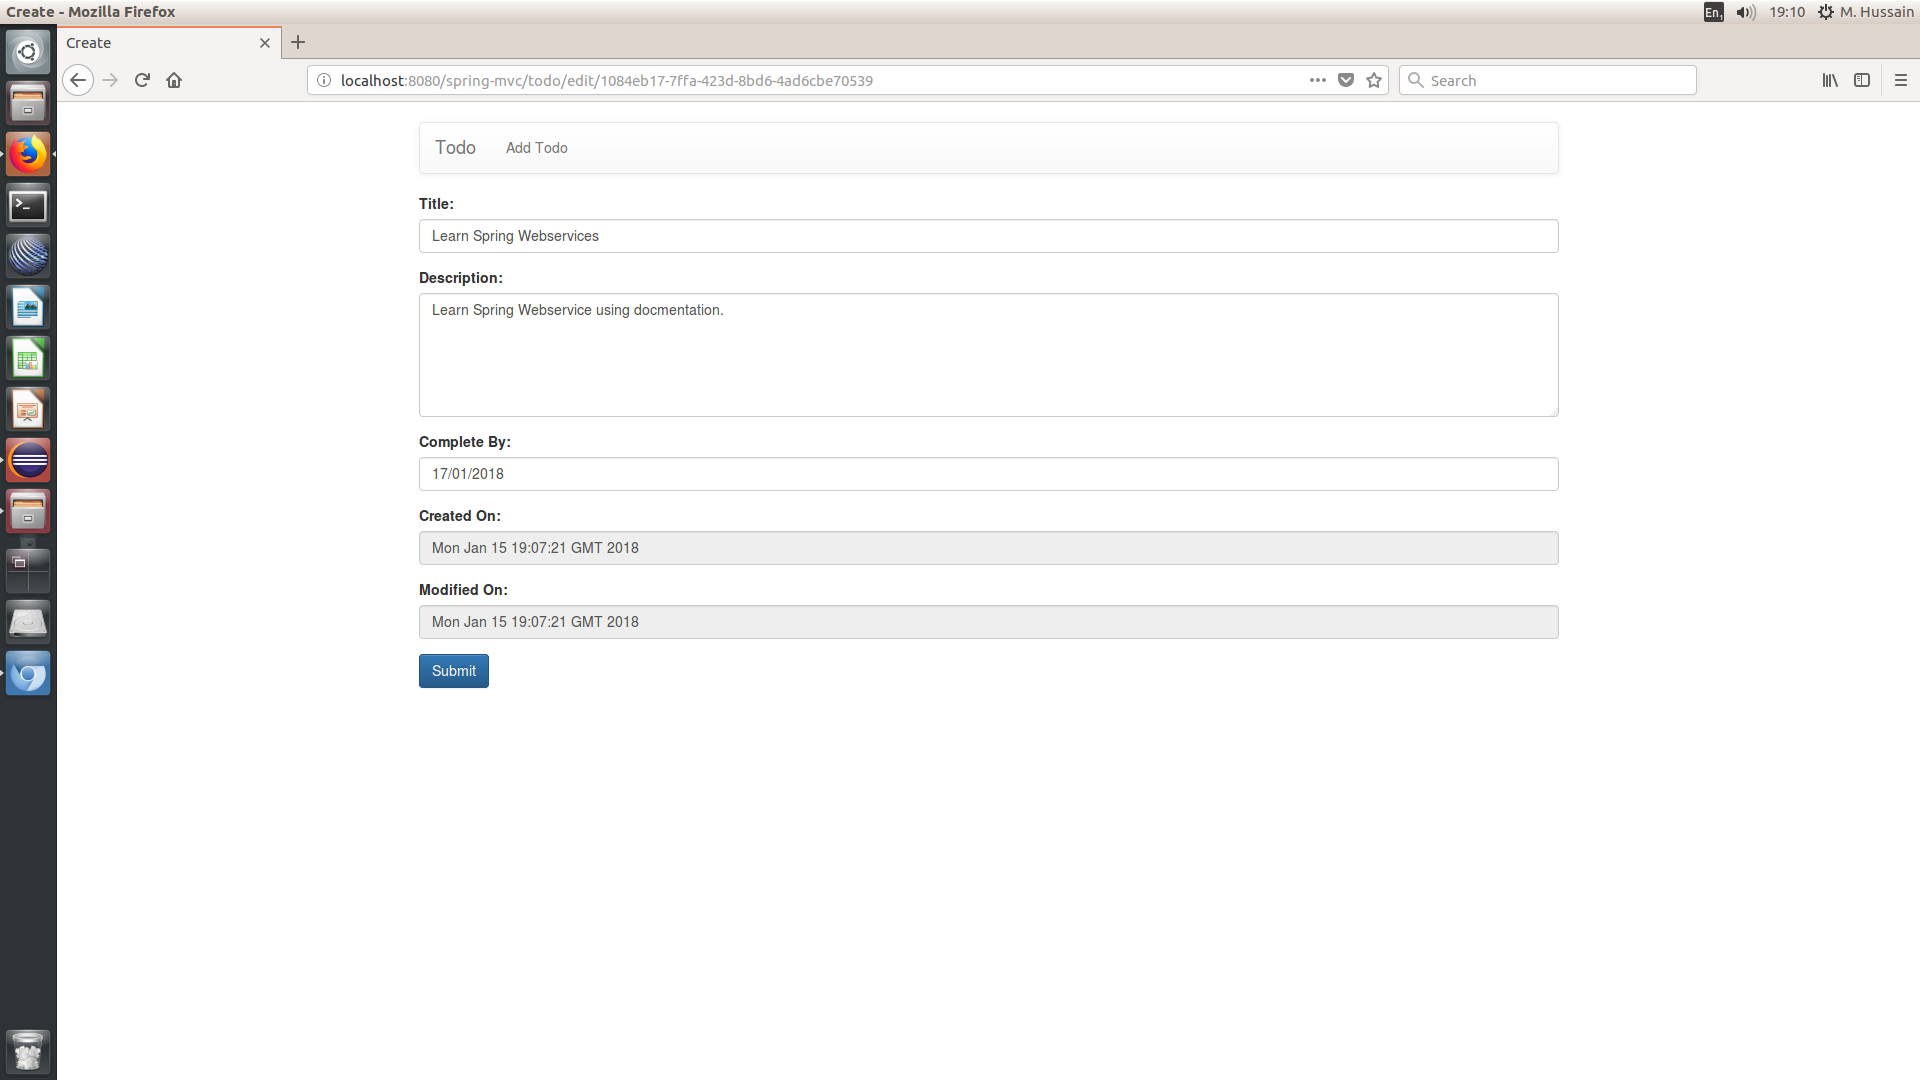 Create - Mozilla Firefox
En1 19:10 M. Hussain
Create
localhost:8080/spring-mvc/todo/edit/1084eb17-7ffa-423d-8bd6-4ad6cbe70539
Search
Todo Add Todo
Title:
Learn Spring Webservices
Description:
Learn Spring Webservice using docmentation.
Complete By:
17/01/2018
Created On:
Mon Jan 15 19:07:21 GMT 2018
Modified On:
Mon Jan 15 19:07:21 GMT 2018
Submit